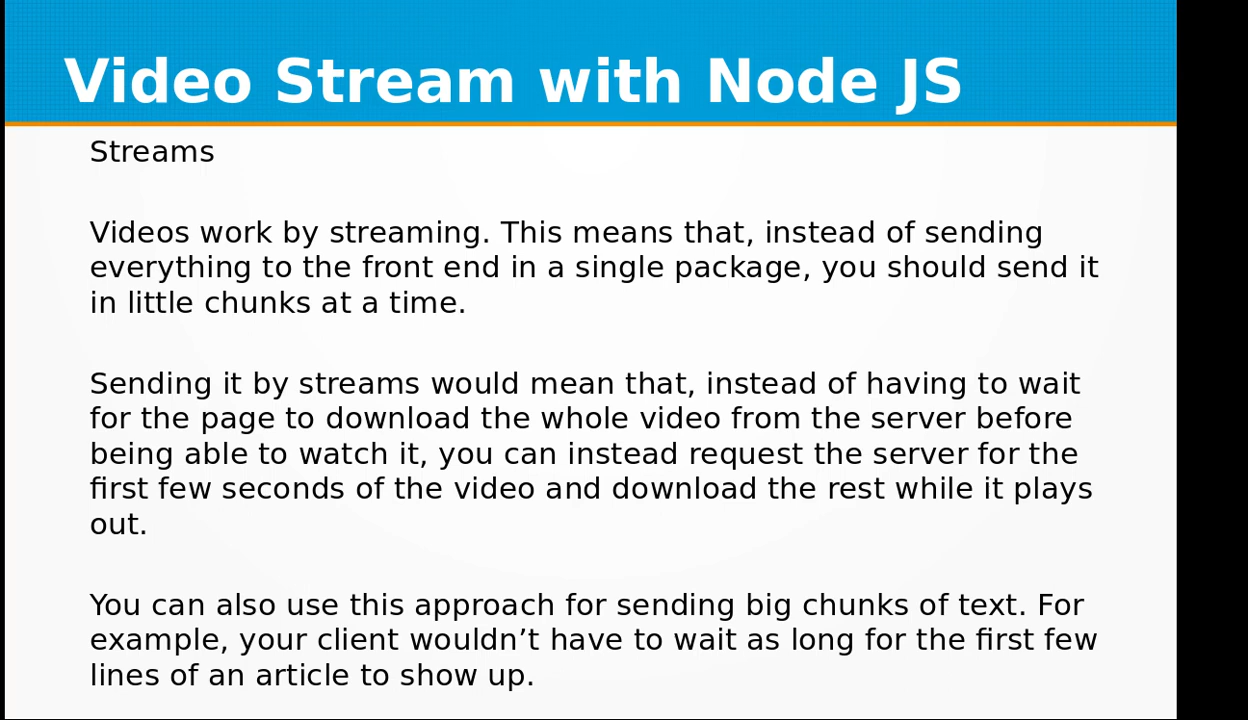 Video Stream with Node JS
Streams
Videos work by streaming. This means that, instead of sending
everything to the front end in a single package, you should send it
in little chunks at a time.
Sending it by streams would mean that, instead of having to wait
for the page to download the whole video from the server before
being able to watch it, you can instead request the server for the
first few seconds of the video and download the rest while it plays
out.
You can also use this approach for sending big chunks of text. For
example, your client wouldn’t have to wait as long for the first few
lines of an article to show up.